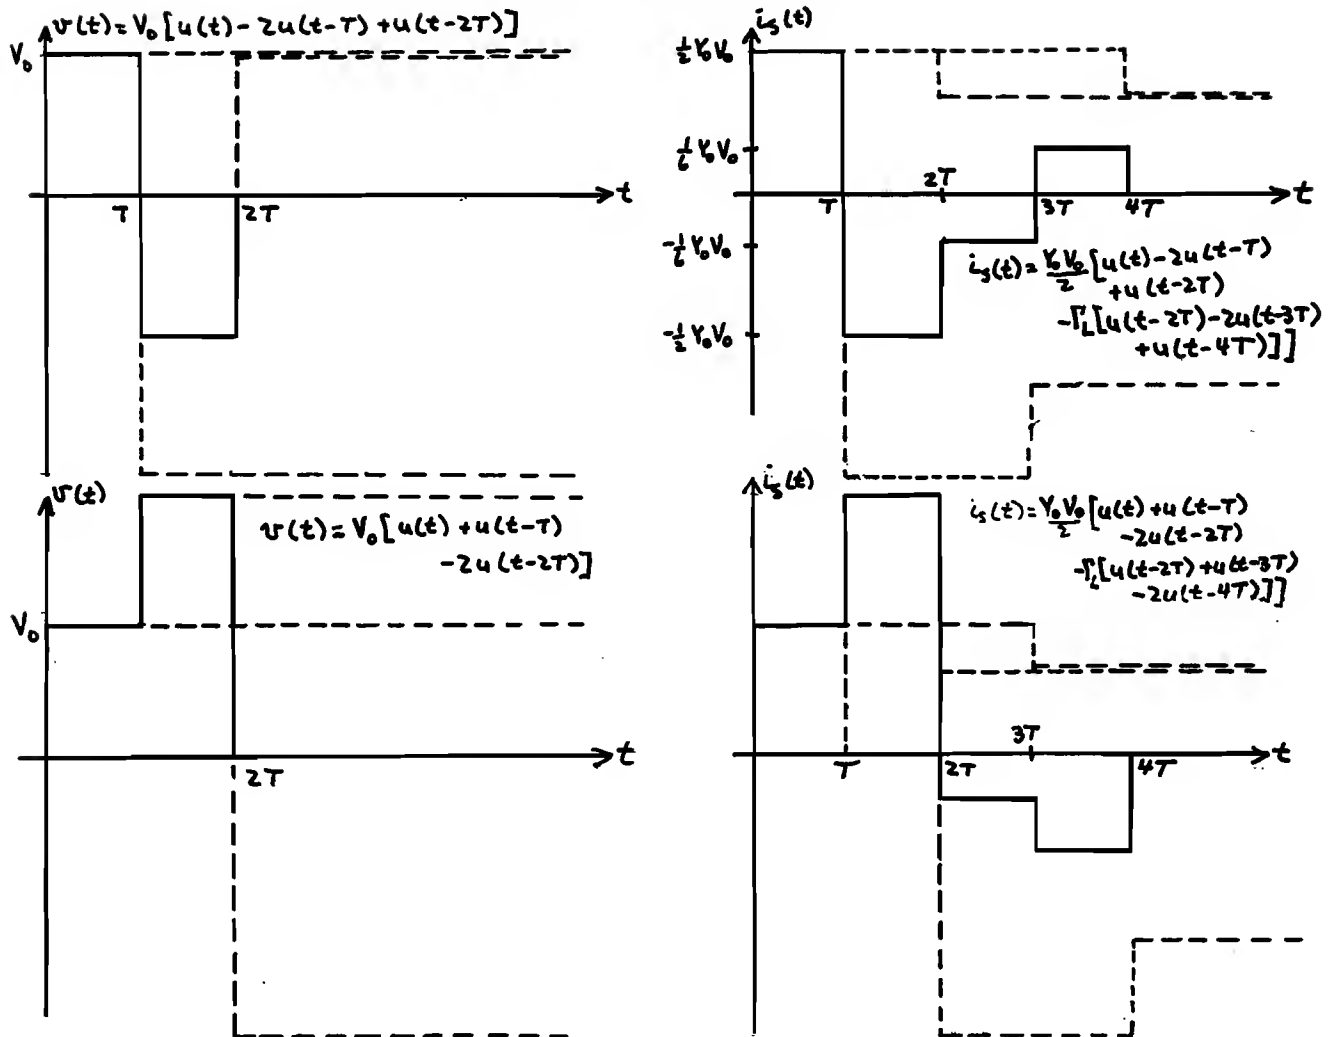 v(t)=V₀[u(t)-2u(t-T)+u(t-2T)]
V₀
T
2T
t
i_s(t)
½Y₀V₀
⅙Y₀V₀
-⅙Y₀V₀
-½Y₀V₀
T
2T
3T
4T
t
i_s(t)=Y₀V₀/2[u(t)-2u(t-T)
+u(t-2T)
-Γ_L[u(t-2T)-2u(t-3T)
+u(t-4T)]]
v(t)
v(t)=V₀[u(t)+u(t-T)
-2u(t-2T)]
V₀
2T
t
i_s(t)
i_s(t)=Y₀V₀/2[u(t)+u(t-T)
-2u(t-2T)
-Γ_L[u(t-2T)+u(t-3T)
-2u(t-4T)]]
T
2T
3T
4T
t